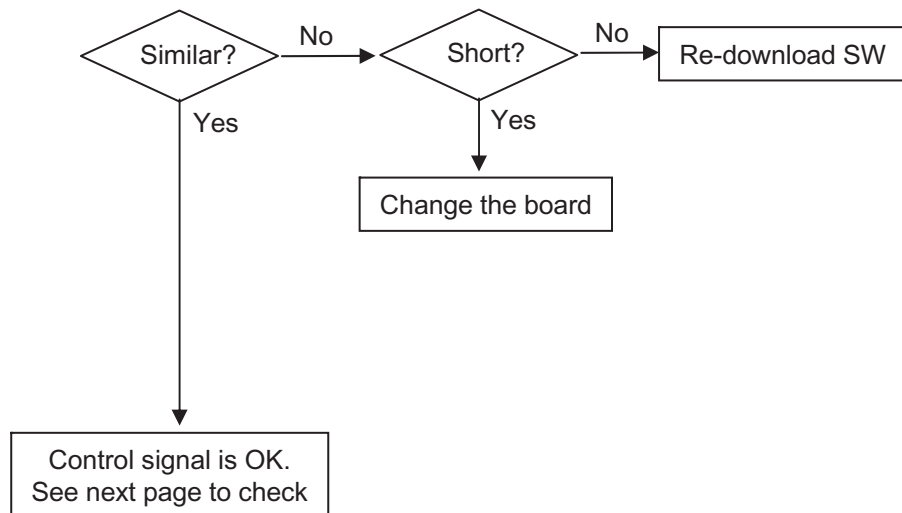 Similar?
No
Short?
No
Re-download SW
Yes
Yes
Change the board
Control signal is OK.
See next page to check